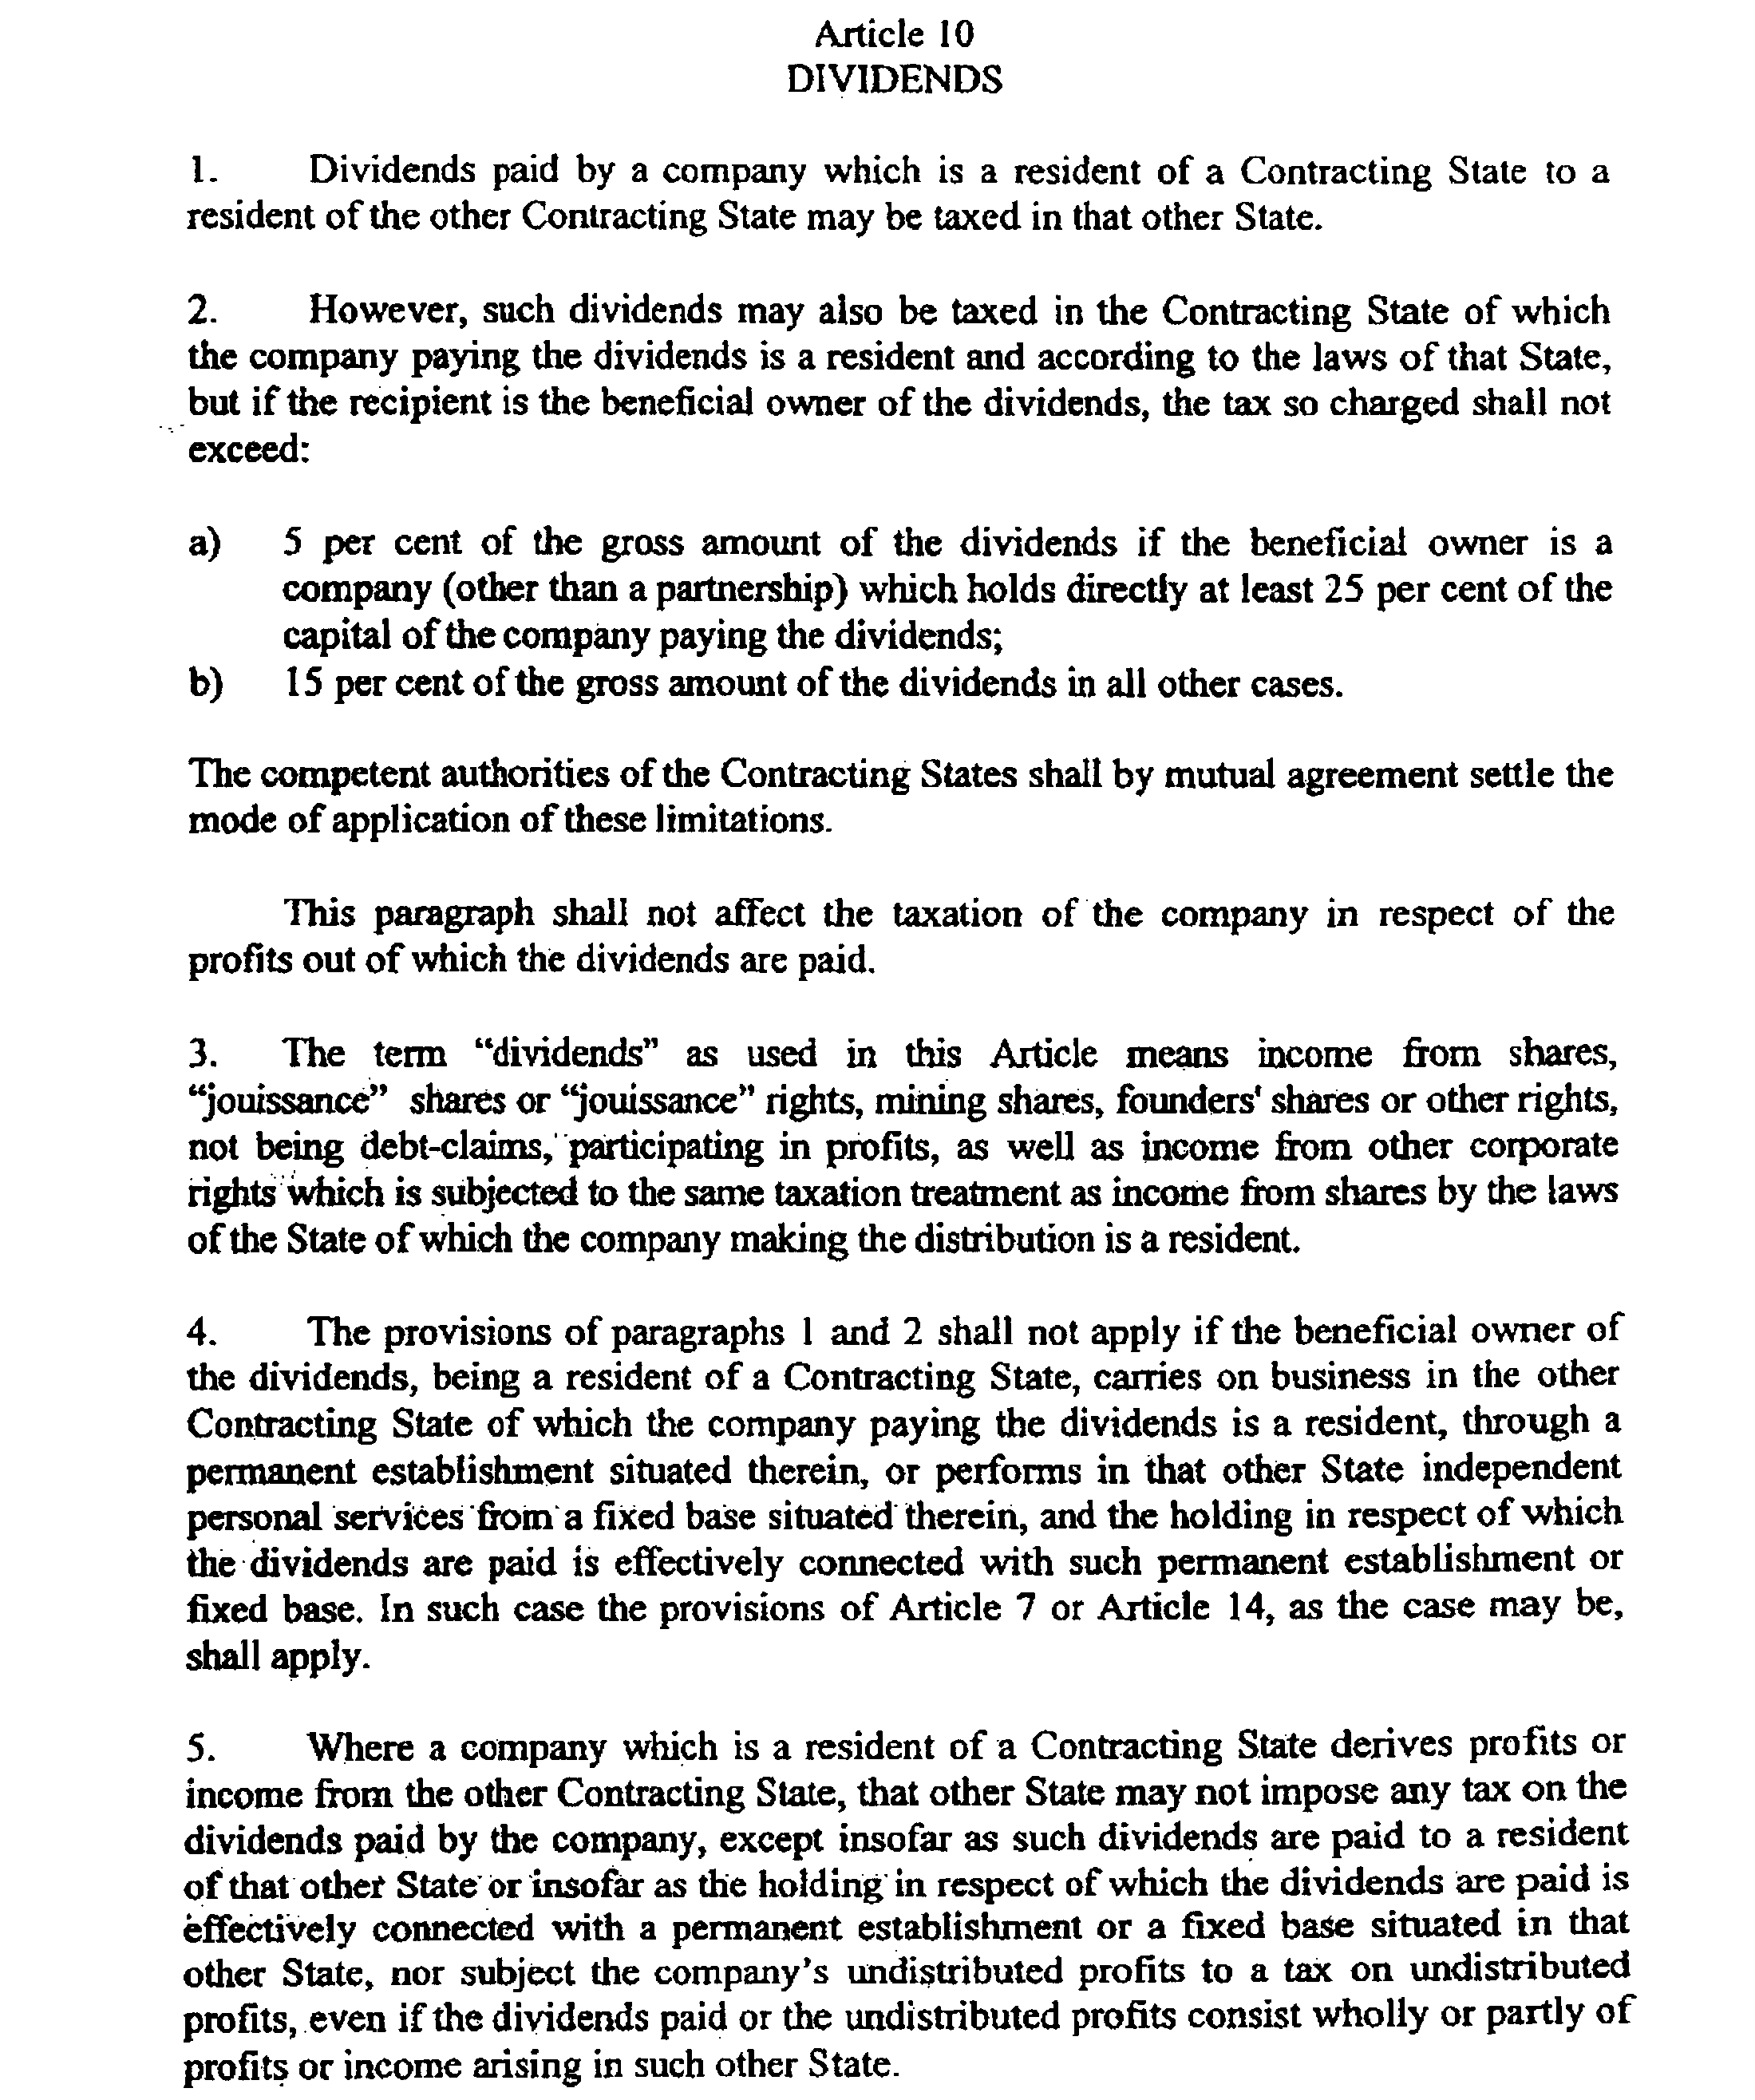 Article 10
DIVIDENDS
1. Dividends paid by a company which is a resident of a Contracting State to a
resident of the other Contracting State may be taxed in that other State.
2. However, such dividends may also be taxed in the Contracting State of which
the company paying the dividends is a resident and according to the laws of that State,
but if the recipient is the beneficial owner of the dividends, the tax so charged shall not
exceed:
a) 5 per cent of the gross amount of the dividends if the beneficial owner is a
company (other than a partnership) which holds directly at least 25 per cent of the
capital of the company paying the dividends;
b) 15 per cent of the gross amount of the dividends in all other cases.
The competent authorities of the Contracting States shall by mutual agreement settle the
mode of application of these limitations.
This paragraph shall not affect the taxation of the company in respect of the
profits out of which the dividends are paid.
3. The term “dividends” as used in this Article means income from shares,
“jouissance” shares or “jouissance” rights, mining shares, founders' shares or other rights,
not being debt-claims, participating in profits, as well as income from other corporate
rights which is subjected to the same taxation treatment as income from shares by the laws
of the State of which the company making the distribution is a resident.
4. The provisions of paragraphs 1 and 2 shall not apply if the beneficial owner of
the dividends, being a resident of a Contracting State, carries on business in the other
Contracting State of which the company paying the dividends is a resident, through a
permanent establishment situated therein, or performs in that other State independent
personal services from a fixed base situated therein, and the holding in respect of which
the dividends are paid is effectively connected with such permanent establishment or
fixed base. In such case the provisions of Article 7 or Article 14, as the case may be,
shall apply.
5. Where a company which is a resident of a Contracting State derives profits or
income from the other Contracting State, that other State may not impose any tax on the
dividends paid by the company, except insofar as such dividends are paid to a resident
of that other State or insofar as the holding in respect of which the dividends are paid is
effectively connected with a permanent establishment or a fixed base situated in that
other State, nor subject the company's undistributed profits to a tax on undistributed
profits, even if the dividends paid or the undistributed profits consist wholly or partly of
profits or income arising in such other State.